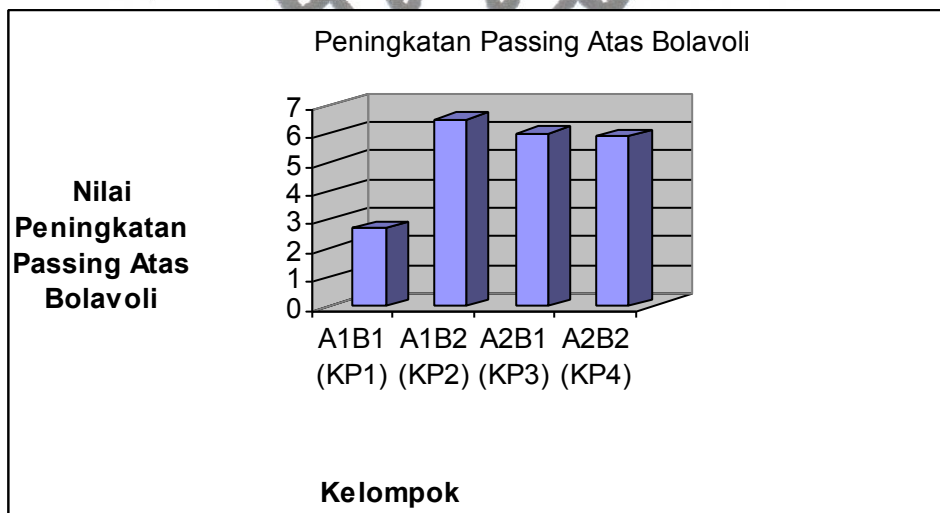 Peningkatan Passing Atas Bolavoli
Nilai
Peningkatan
Passing Atas
Bolavoli
7
6
5
4
3
2
1
0
A1B1 A1B2 A2B1 A2B2
(KP1) (KP2) (KP3) (KP4)
Kelompok